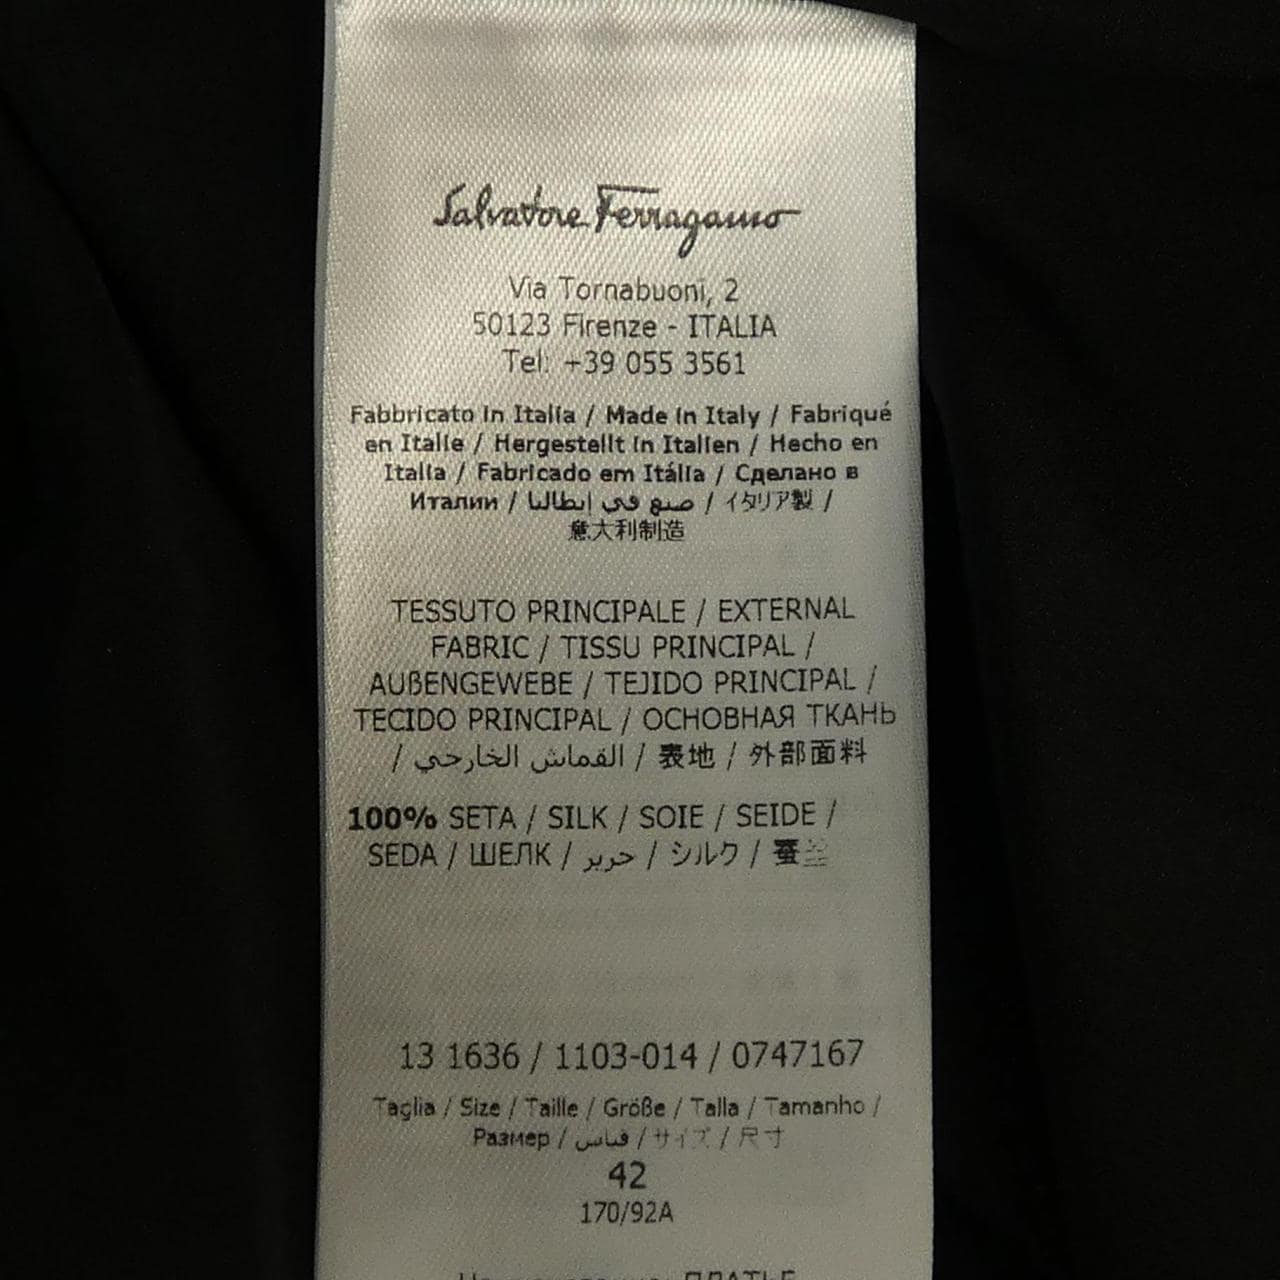 Salvatore Ferragamo
Via Tornabuoni, 2
50123 Firenze - ITALIA
Tel: +39 055 3561
Fabbricato in Italia / Made in Italy / Fabriqué
en Italie / Hergestellt in Italien / Hecho en
Italia / Fabricado em Itália / Сделано в
Италии / صنع في إيطاليا / イタリア製 /
意大利制造
TESSUTO PRINCIPALE / EXTERNAL
FABRIC / TISSU PRINCIPAL /
AUßENGEWEBE / TEJIDO PRINCIPAL /
TECIDO PRINCIPAL / ОСНОВНАЯ ТКАНЬ
/ القماش الخارجي / 表地 / 外部面料
100% SETA / SILK / SOIE / SEIDE /
SEDA / ШЕЛК / حرير / シルク / 蚕丝
13 1636 / 1103-014 / 0747167
Taglia / Size / Taille / Größe / Talla / Tamanho /
Размер / قياس / サイズ / 尺寸
42
170/92A
ПЛАТЬЕ